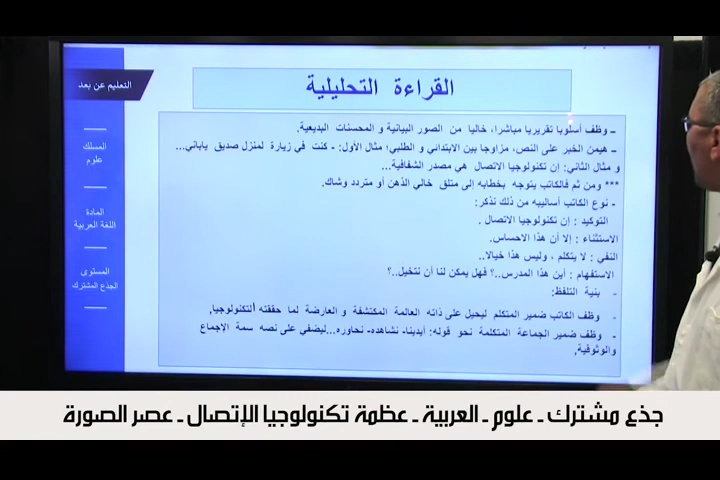 القراءة التحليلية
التعليم عن بعد
المسلك
علوم
المادة
اللغة العربية
المستوى
الجذع المشترك
ــ وظف أسلوبا تقريريا مباشرا، خاليا من الصور البيانية و المحسنات البديعية.
ــ هيمن الخبر على النص، مزاوجا بين الابتدائي و الطلبي؛ مثال الأول: - كنت في زيارة لمنزل صديق ياباني...
و مثال الثاني: إن تكنولوجيا الاتصال هي مصدر الشفافية...
*** ومن ثم فالكاتب يتوجه بخطابه إلى متلق خالي الذهن أو متردد وشاك.
- نوع الكاتب أساليبه من ذلك نذكر:
التوكيد : إن تكنولوجيا الاتصال .
الاستثناء : إلا أن هذا الاحساس.
النفي : لا يتكلم ، وليس هذا خيالا..
الاستفهام : أين هذا المدرس..؟ فهل يمكن لنا أن نتخيل..؟
- بنية التلفظ:
- وظف الكاتب ضمير المتكلم ليحيل على ذاته العالمة المكتشفة و العارضة لما حققته التكنولوجيا,
- وظف ضمير الجماعة المتكلمة نحو قوله: أيدينا- نشاهده- نحاوره...ليضفي على نصه سمة الإجماع
والوثوقية,
جذع مشترك ـ علوم ـ العربية ـ عظمة تكنولوجيا الإتصال ـ عصر الصورة